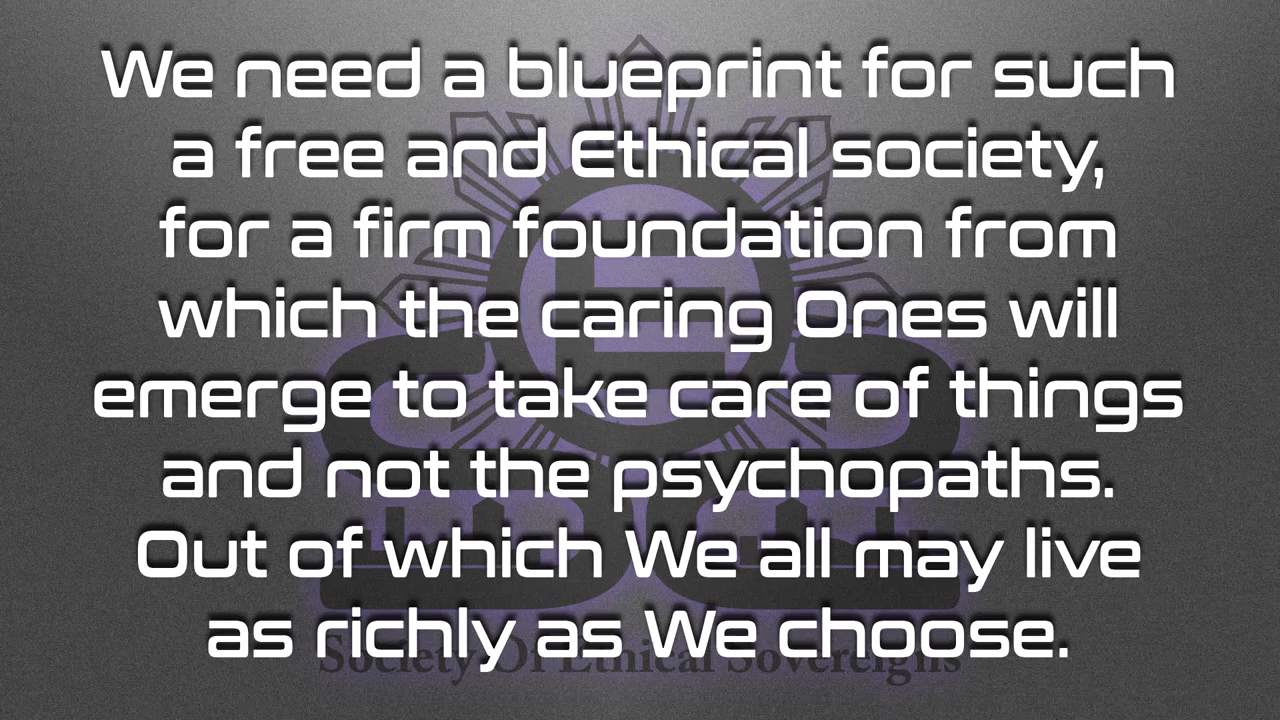 We need a blueprint for such
a free and Ethical society,
for a firm foundation from
which the caring Ones will
emerge to take care of things
and not the psychopaths.
Out of which We all may live
as richly as We choose.
Society Of Ethical Sovereigns